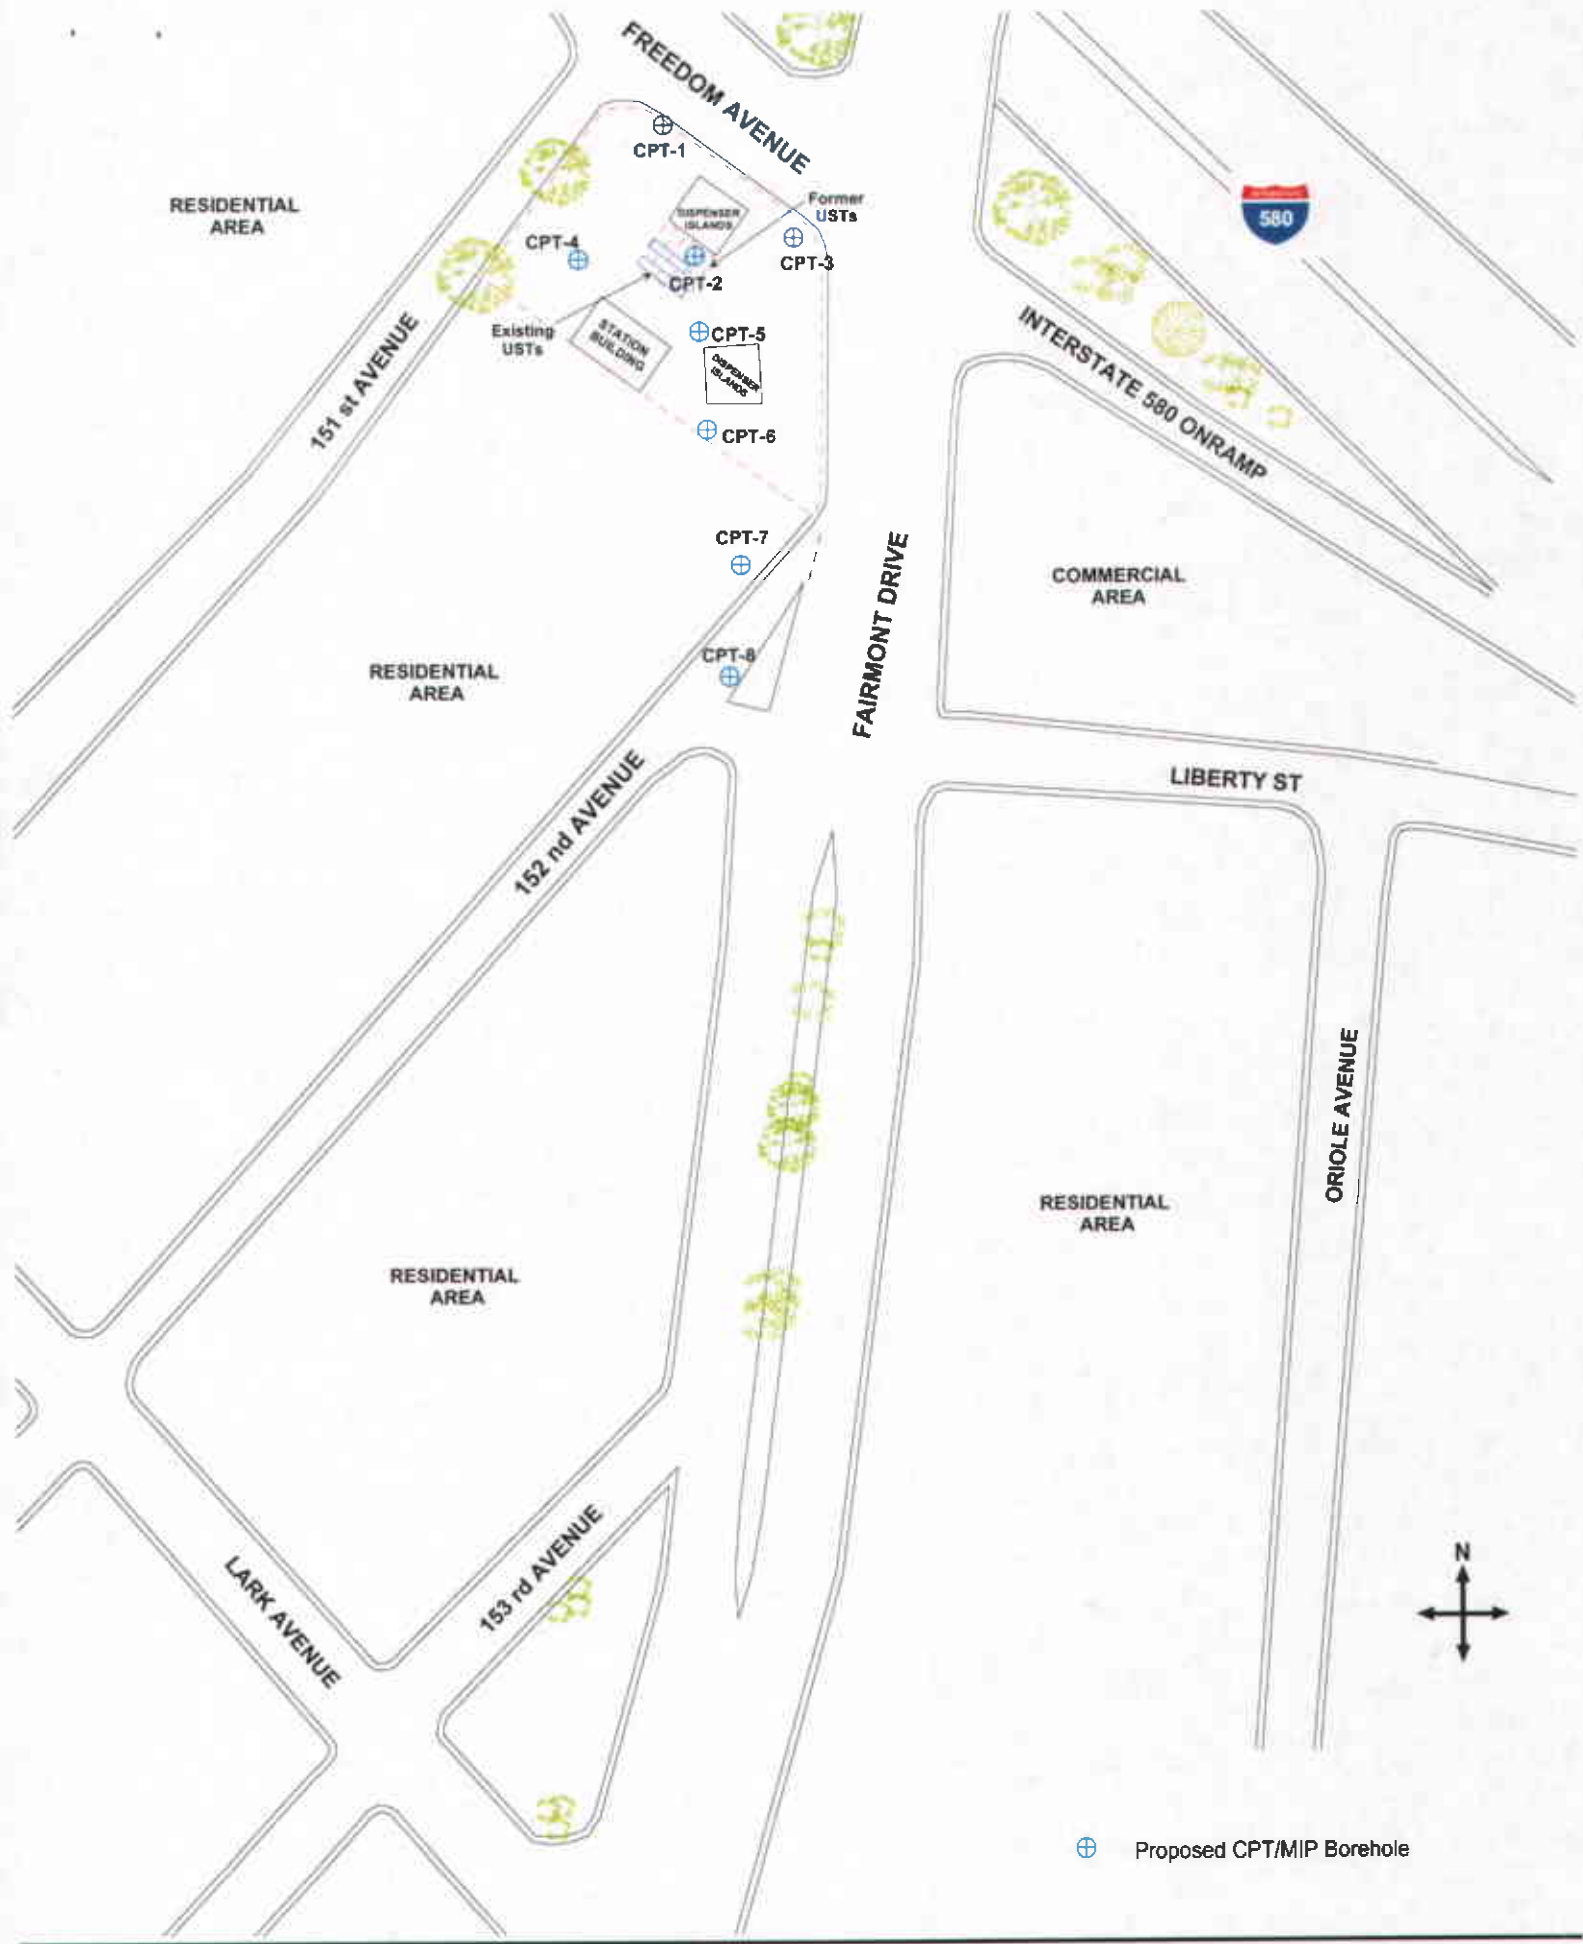 FREEDOM AVENUE
CPT-1
RESIDENTIAL
AREA
DISPENSER
ISLANDS
Former
USTs
580
CPT-4
CPT-3
CPT-2
Existing
USTs
STATION
BUILDING
CPT-5
DISPENSER
ISLANDS
151 st AVENUE
INTERSTATE 580 ONRAMP
CPT-6
CPT-7
COMMERCIAL
AREA
FAIRMONT DRIVE
CPT-8
RESIDENTIAL
AREA
152 nd AVENUE
LIBERTY ST
ORIOLE AVENUE
RESIDENTIAL
AREA
RESIDENTIAL
AREA
153 rd AVENUE
LARK AVENUE
N
Proposed CPT/MIP Borehole